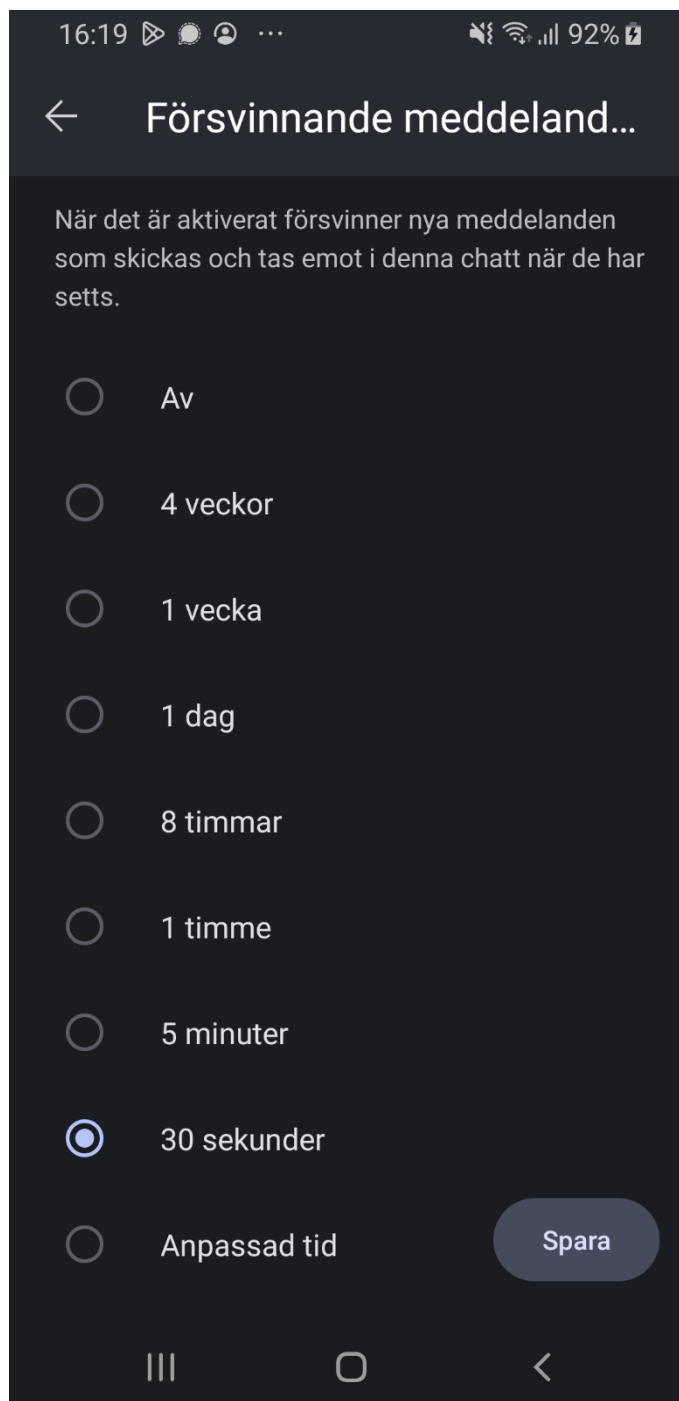 16:19 ... 92%
Försvinnande meddeland...
När det är aktiverat försvinner nya meddelanden
som skickas och tas emot i denna chatt när de har
setts.
Av
4 veckor
1 vecka
1 dag
8 timmar
1 timme
5 minuter
30 sekunder
Anpassad tid
Spara